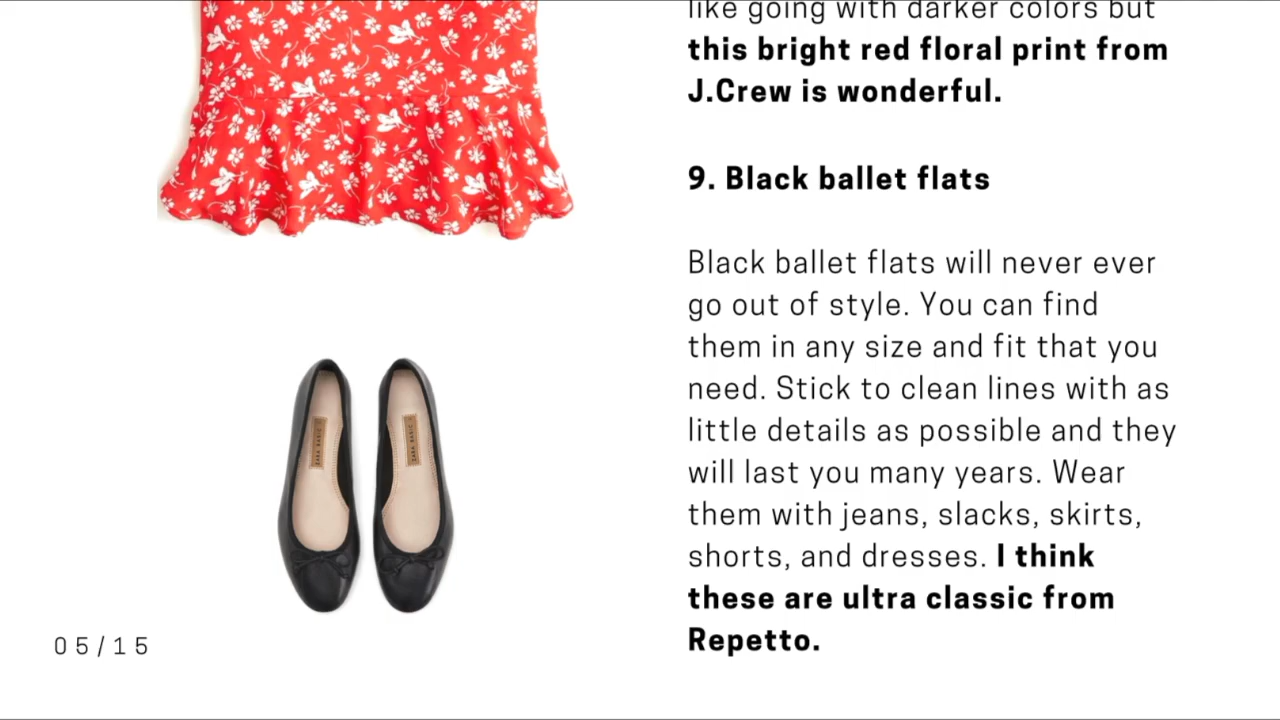 like going with darker colors but
this bright red floral print from
J.Crew is wonderful.
9. Black ballet flats
Black ballet flats will never ever
go out of style. You can find
them in any size and fit that you
need. Stick to clean lines with as
little details as possible and they
will last you many years. Wear
them with jeans, slacks, skirts,
shorts, and dresses. I think
these are ultra classic from
Repetto.
ZARA BASIC
ZARA BASIC
05/15